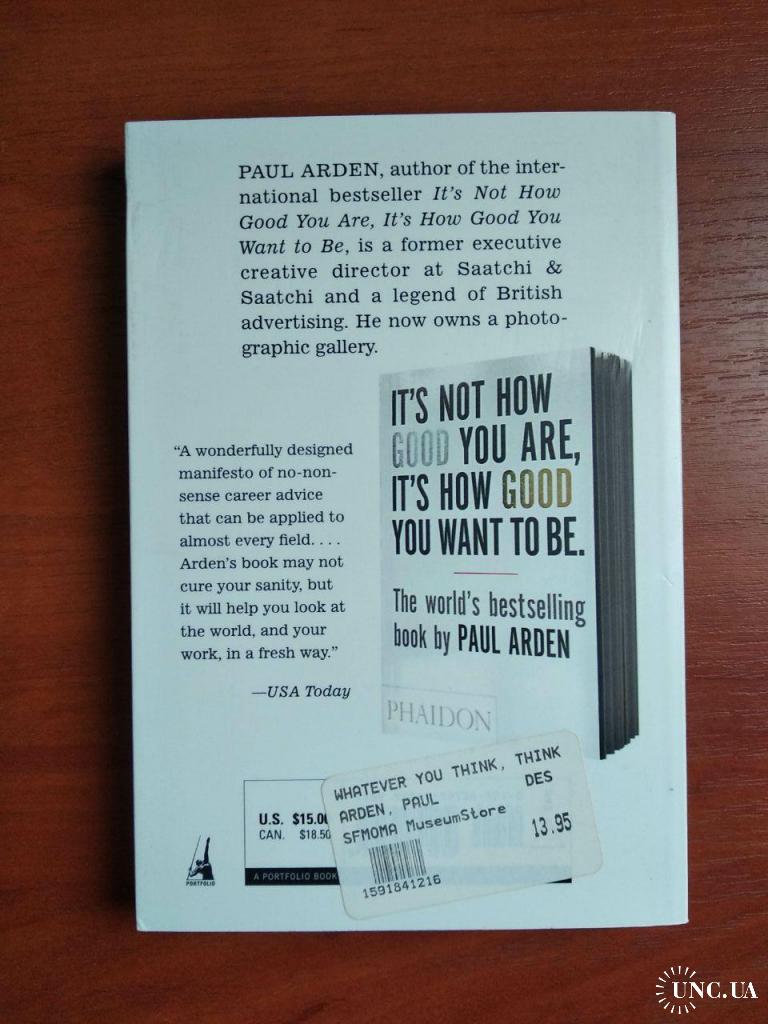 PAUL ARDEN, author of the inter-
national bestseller It's Not How
Good You Are, It's How Good You
Want to Be, is a former executive
creative director at Saatchi &
Saatchi and a legend of British
advertising. He now owns a photo-
graphic gallery.
“A wonderfully designed
manifesto of no-non-
sense career advice
that can be applied to
almost every field. . . .
Arden's book may not
cure your sanity, but
it will help you look at
the world, and your
work, in a fresh way.”
—USA Today
IT'S NOT HOW
GOOD YOU ARE,
IT'S HOW GOOD
YOU WANT TO BE.
The world's bestselling
book by PAUL ARDEN
PHAIDON
U.S. $15.00
CAN. $18.50
A PORTFOLIO BOOK
PORTFOLIO
WHATEVER YOU THINK, THINK
ARDEN, PAUL DES
SFMOMA MuseumStore 13.95
1591841216
UNC.UA